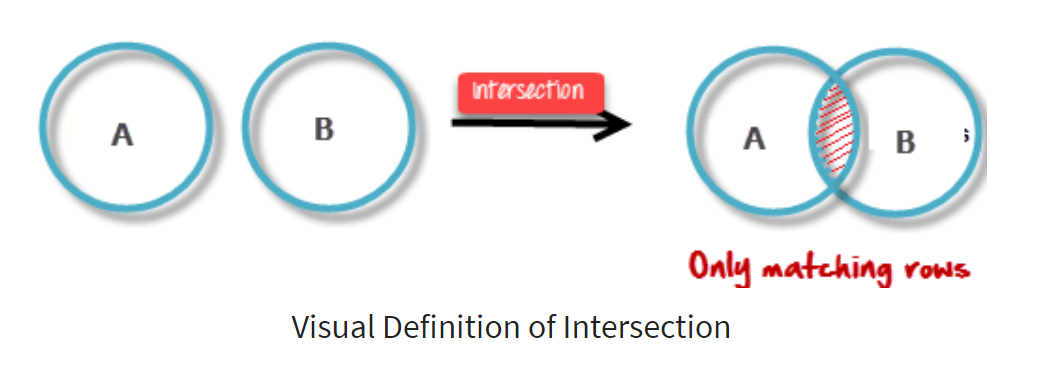 A
B
Intersection
A
B
s
Only matching rows
Visual Definition of Intersection